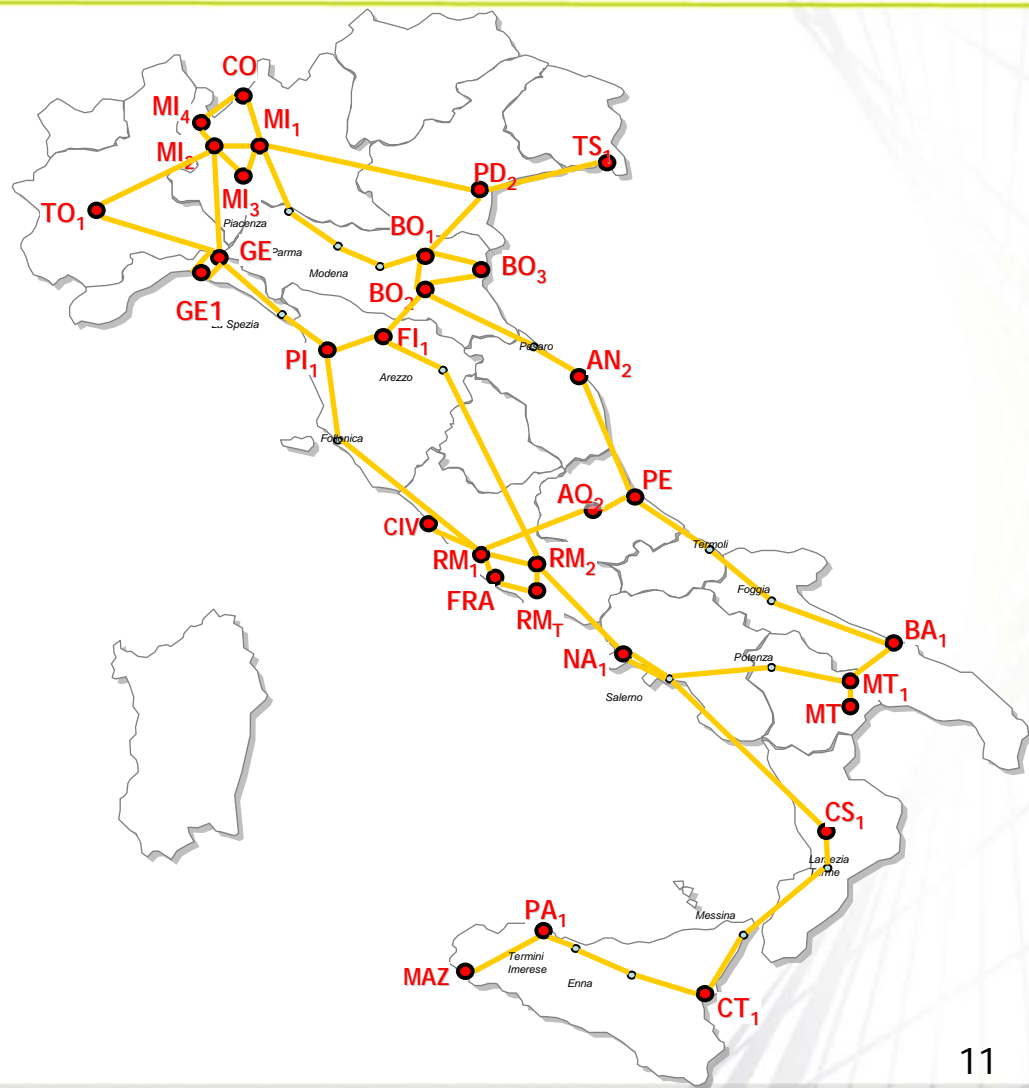 CO
MI4
MI1
MI2
TS1
MI3
PD2
TO1
Piacenza
BO1
GE
Parma
Modena
BO3
BO2
GE1
La Spezia
FI1
PI1
Pesaro
Arezzo
AN2
Follonica
PE
AQ2
CIV
Termoli
RM1
RM2
Foggia
FRA
RMT
BA1
NA1
Potenza
MT1
Salerno
MT
CS1
Lamezia
Terme
PA1
Messina
Termini
Imerese
MAZ
Enna
CT1
11